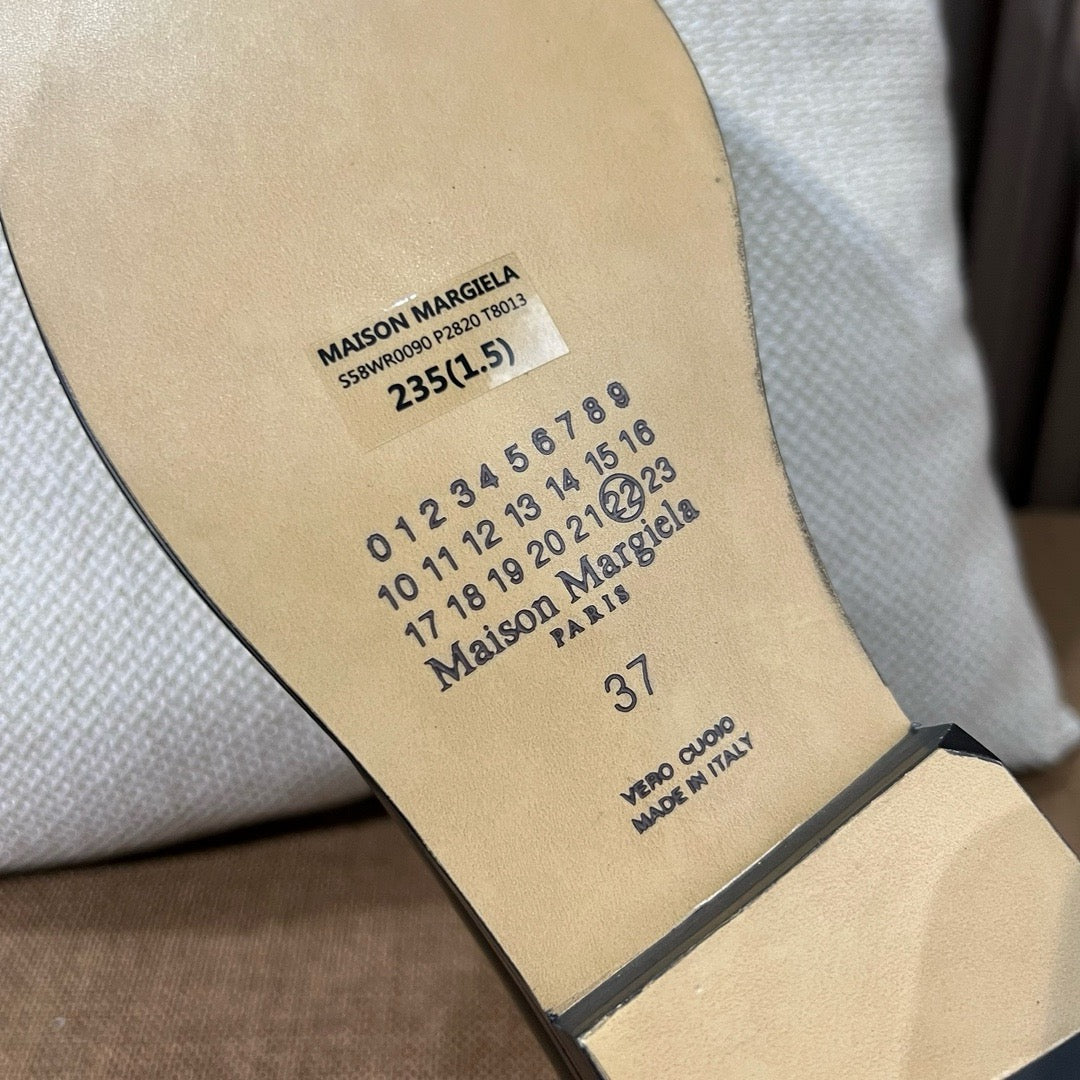 MAISON MARGIELA
S58WR0090 P2820 T8013
235(1.5)
0 1 2 3 4 5 6 7 8 9
10 11 12 13 14 15 16
17 18 19 20 21 22 23
Maison Margiela
PARIS
37
VERO CUOIO
MADE IN ITALY